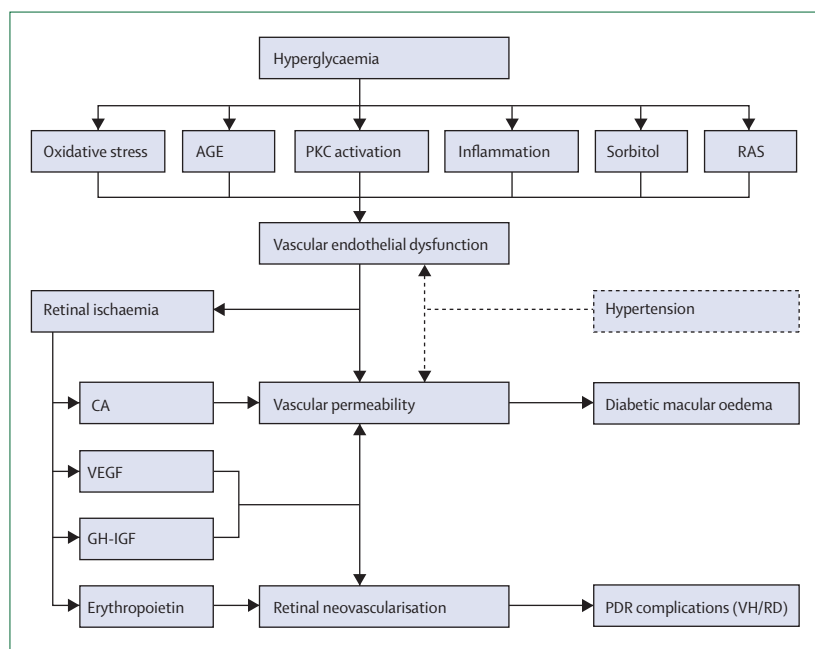 Hyperglycaemia
Oxidative stress
AGE
PKC activation
Inflammation
Sorbitol
RAS
Vascular endothelial dysfunction
Retinal ischaemia
Hypertension
CA
Vascular permeability
Diabetic macular oedema
VEGF
GH-IGF
Erythropoietin
Retinal neovascularisation
PDR complications (VH/RD)